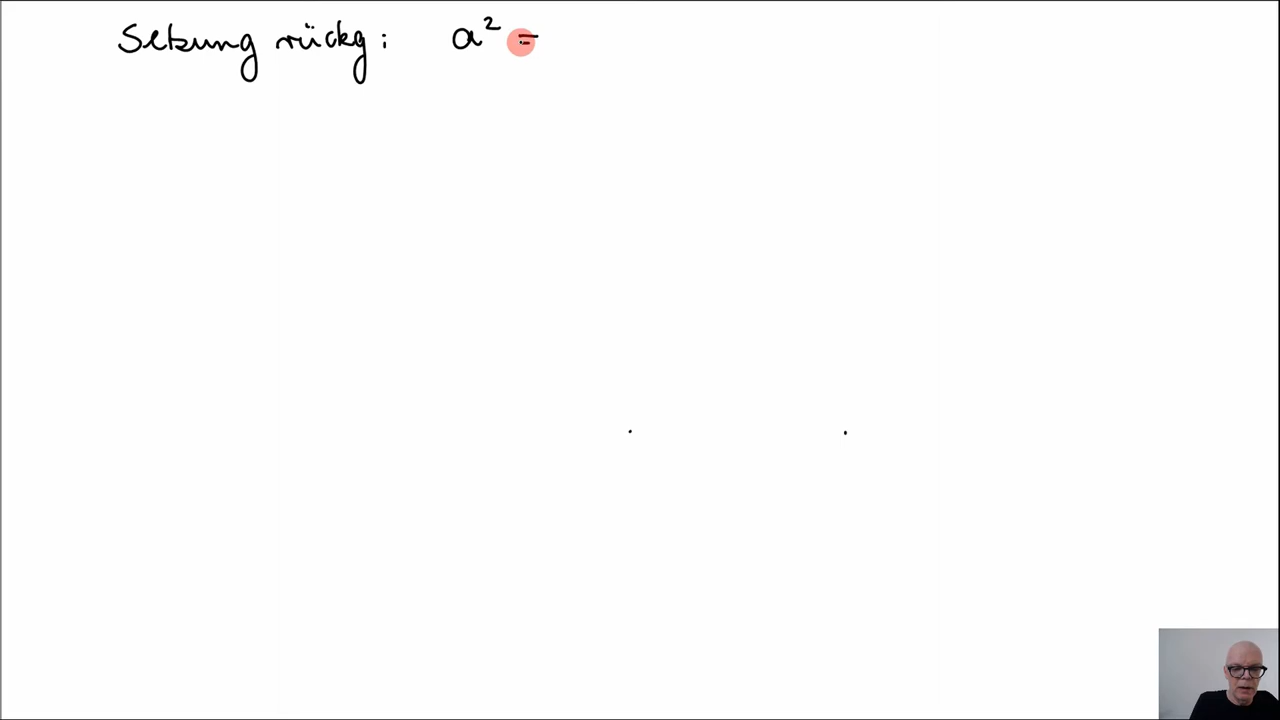 Setzung rückg: a² =